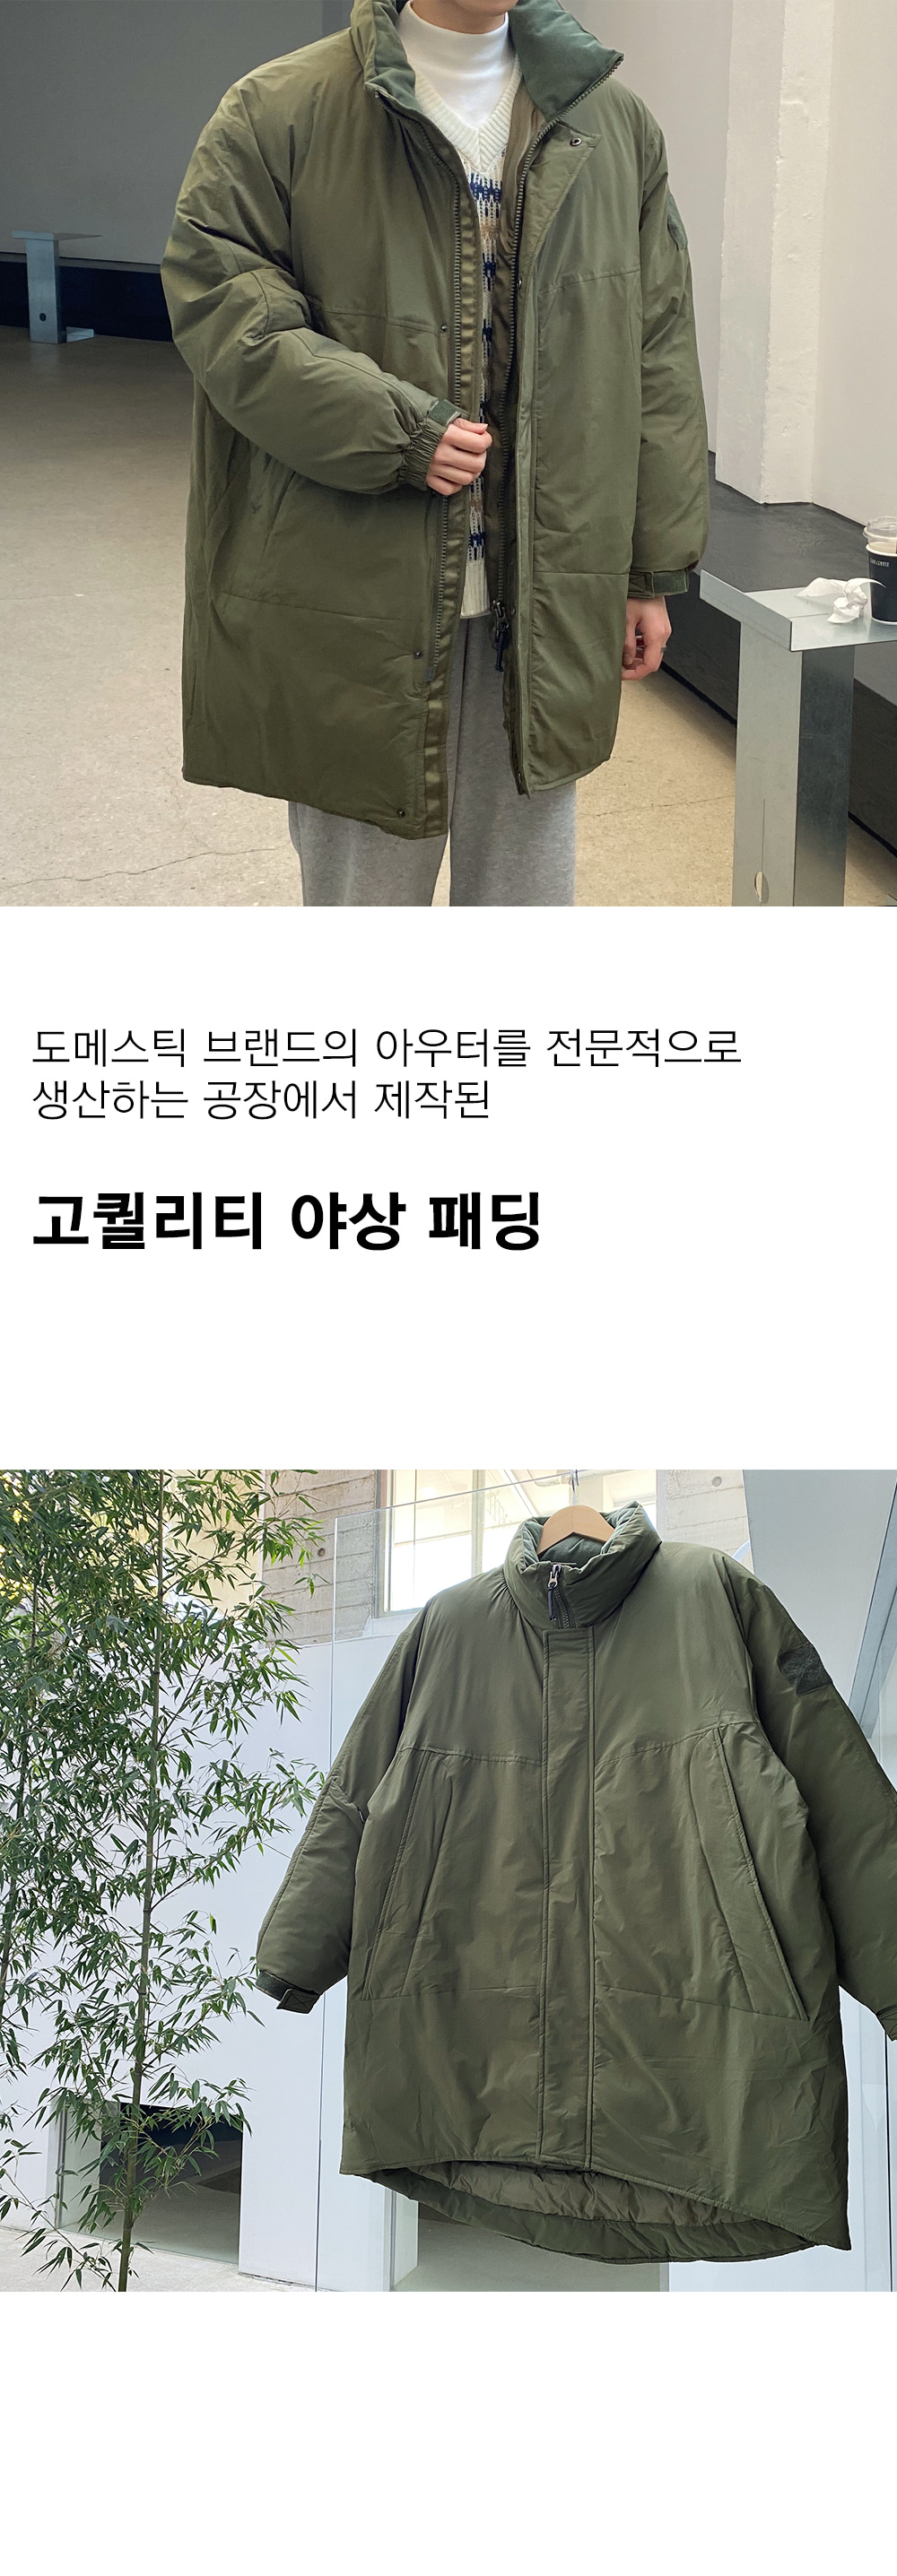 도메스틱 브랜드의 아우터를 전문적으로
생산하는 공장에서 제작된
고퀄리티 야상 패딩